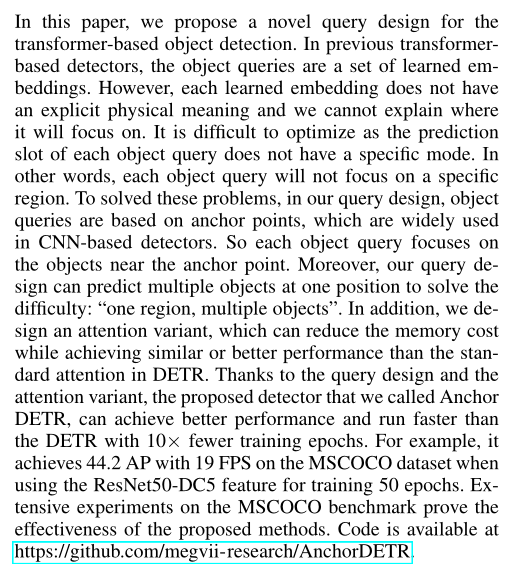 In this paper, we propose a novel query design for the
transformer-based object detection. In previous transformer-
based detectors, the object queries are a set of learned em-
beddings. However, each learned embedding does not have
an explicit physical meaning and we cannot explain where
it will focus on. It is difficult to optimize as the prediction
slot of each object query does not have a specific mode. In
other words, each object query will not focus on a specific
region. To solved these problems, in our query design, object
queries are based on anchor points, which are widely used
in CNN-based detectors. So each object query focuses on
the objects near the anchor point. Moreover, our query de-
sign can predict multiple objects at one position to solve the
difficulty: “one region, multiple objects”. In addition, we de-
sign an attention variant, which can reduce the memory cost
while achieving similar or better performance than the stan-
dard attention in DETR. Thanks to the query design and the
attention variant, the proposed detector that we called Anchor
DETR, can achieve better performance and run faster than
the DETR with 10× fewer training epochs. For example, it
achieves 44.2 AP with 19 FPS on the MSCOCO dataset when
using the ResNet50-DC5 feature for training 50 epochs. Ex-
tensive experiments on the MSCOCO benchmark prove the
effectiveness of the proposed methods. Code is available at
https://github.com/megvii-research/AnchorDETR.